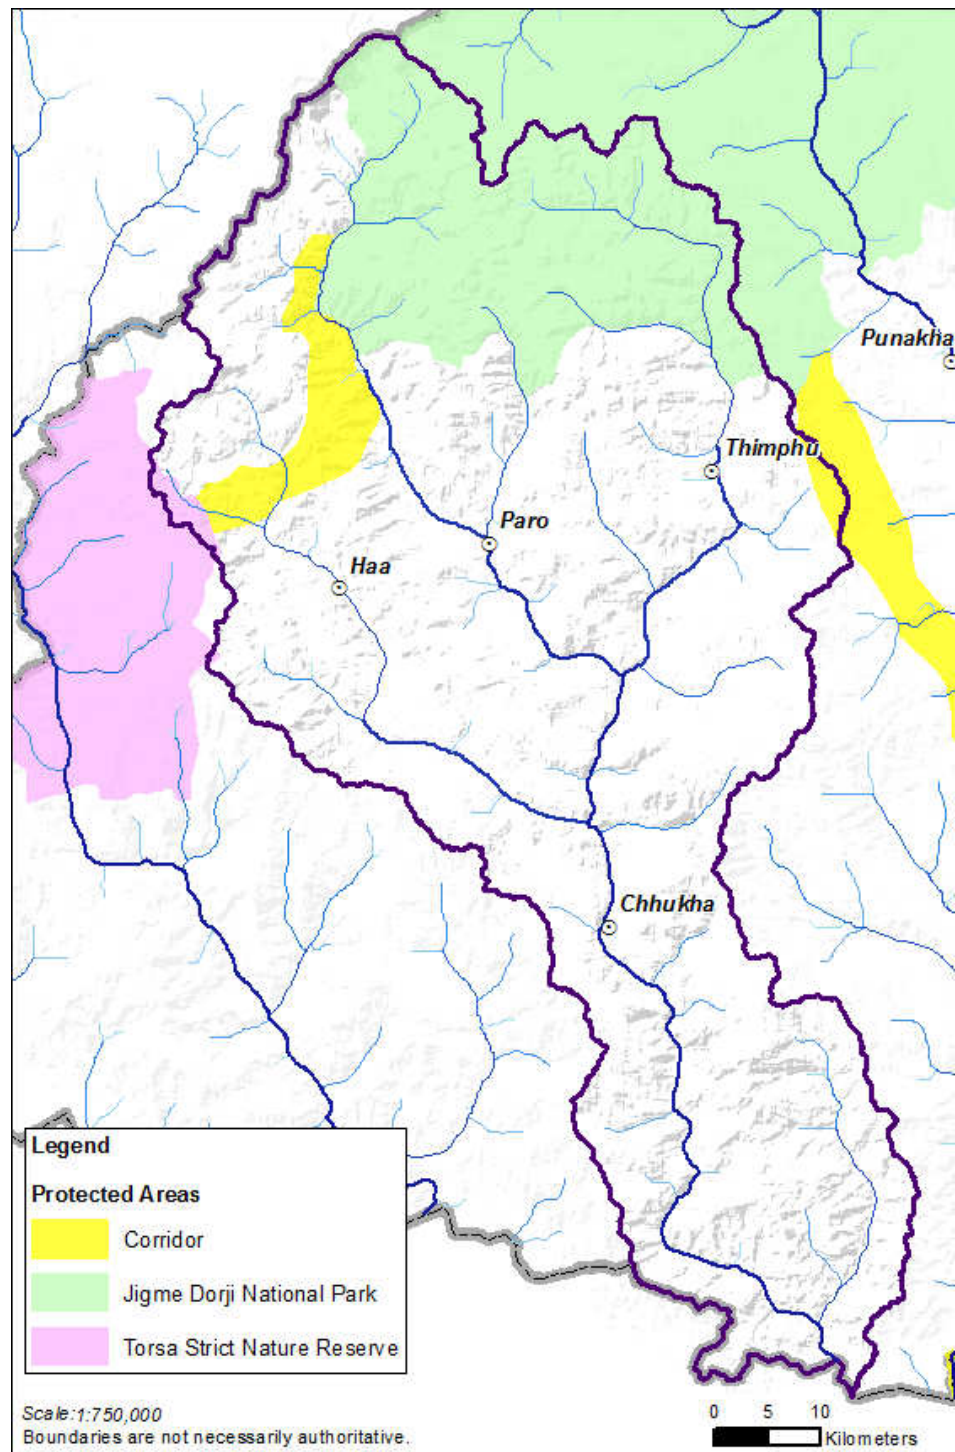 Punakha
Thimphu
Paro
Haa
Chhukha
Legend
Protected Areas
Corridor
Jigme Dorji National Park
Torsa Strict Nature Reserve
Scale:1:750,000
Boundaries are not necessarily authoritative.
0 5 10
Kilometers